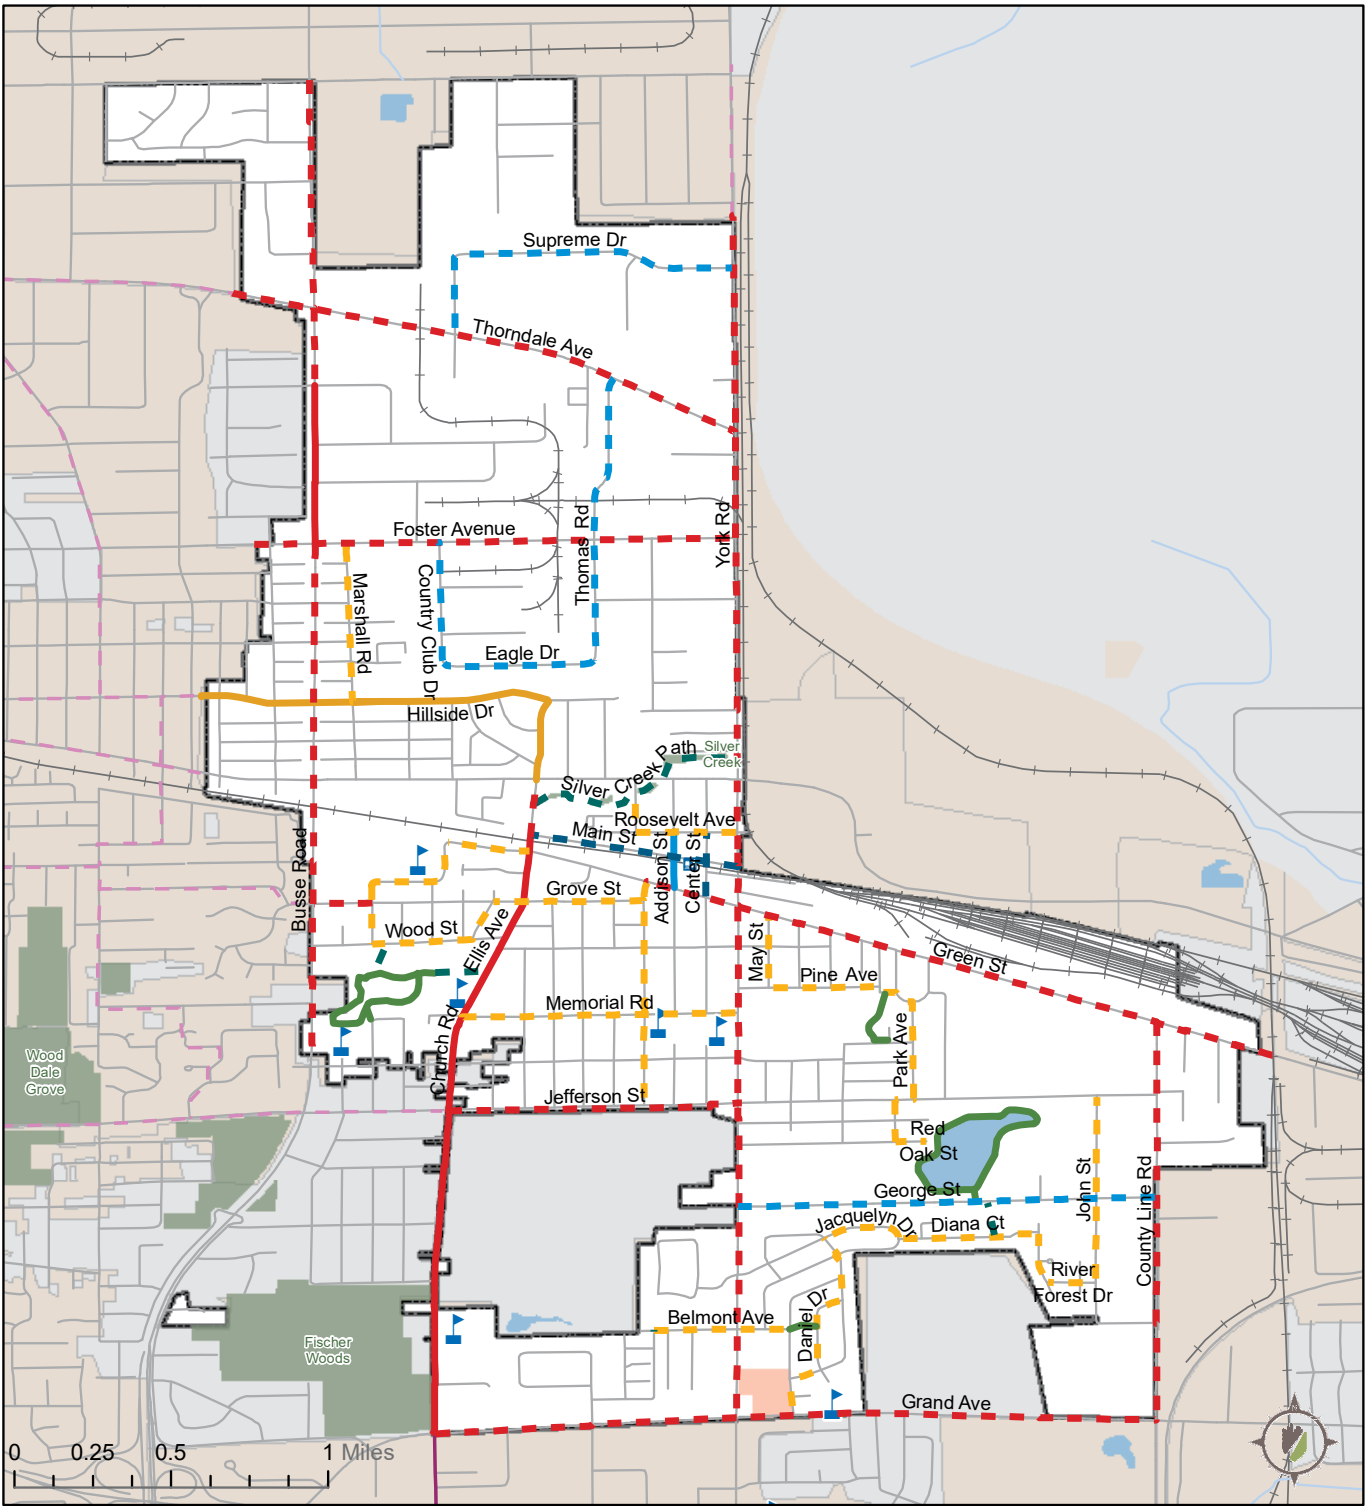 Supreme Dr
Thorndale Ave
Foster Avenue
Thomas Rd
York Rd
Marshall Rd
Country Club Dr
Eagle Dr
Hillside Dr
Silver Creek Path
Silver
Creek
Roosevelt Ave
Main St
Addison St
Center St
Busse Road
Grove St
Wood St
Ellis Ave
May St
Green St
Pine Ave
Memorial Rd
Church Rd
Park Ave
Wood
Dale
Grove
Jefferson St
Red
Oak St
George St
John St
County Line Rd
Jacquelyn Dr
Diana Ct
River
Forest Dr
Belmont Ave
Daniel Dr
Fischer
Woods
Grand Ave
0 0.25 0.5 1 Miles